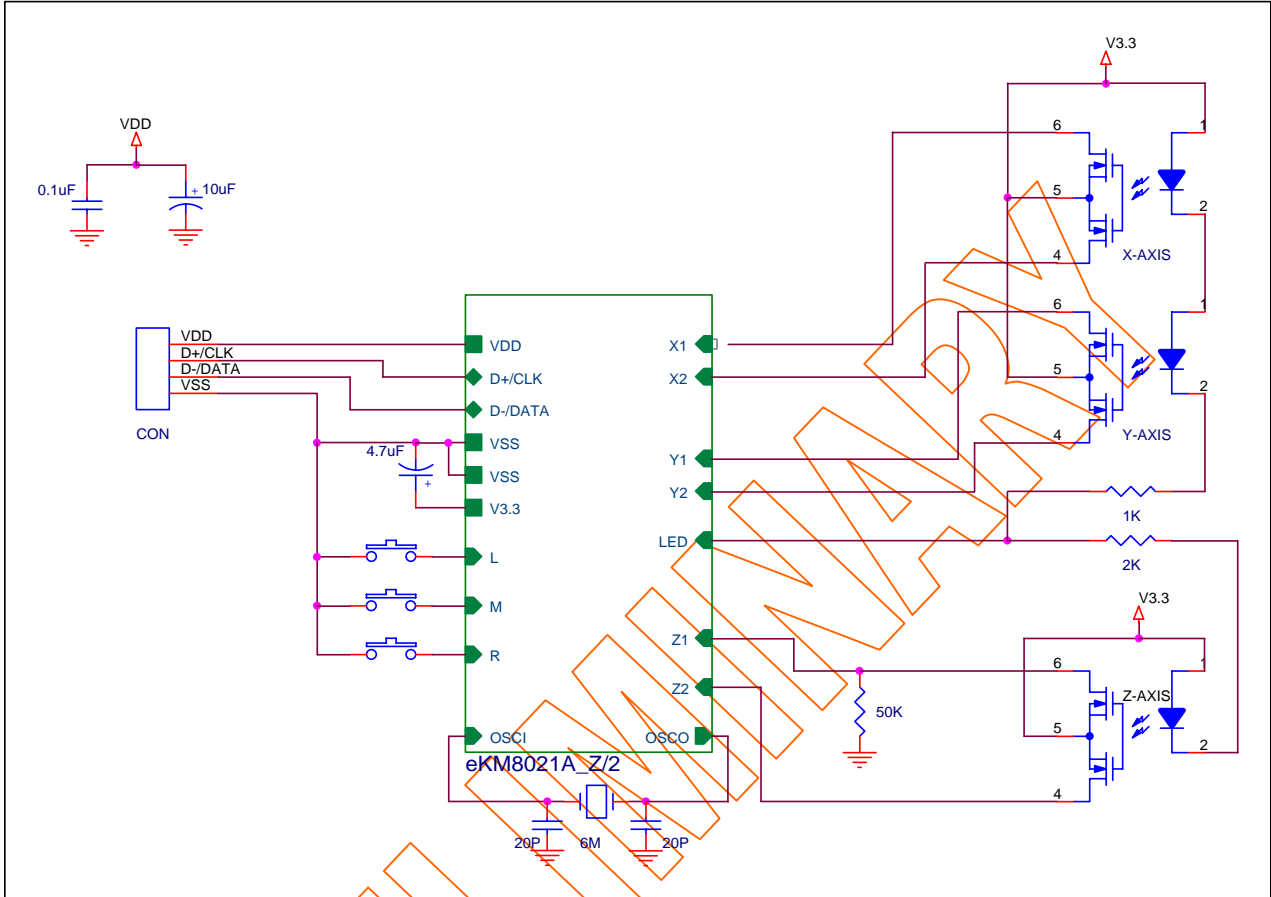 V3.3
VDD
0.1uF
+
10uF
6
1
5
2
4
X-AXIS
VDD
D+/CLK
D-/DATA
VSS
CON
VDD
D+/CLK
D-/DATA
VSS
VSS
V3.3
L
M
R
OSCI
4.7uF
+
X1
X2
Y1
Y2
LED
Z1
Z2
OSCO
eKM8021A_Z/2
6
1
5
2
4
Y-AXIS
1K
2K
V3.3
6
1
Z-AXIS
5
2
4
50K
20P
6M
20P